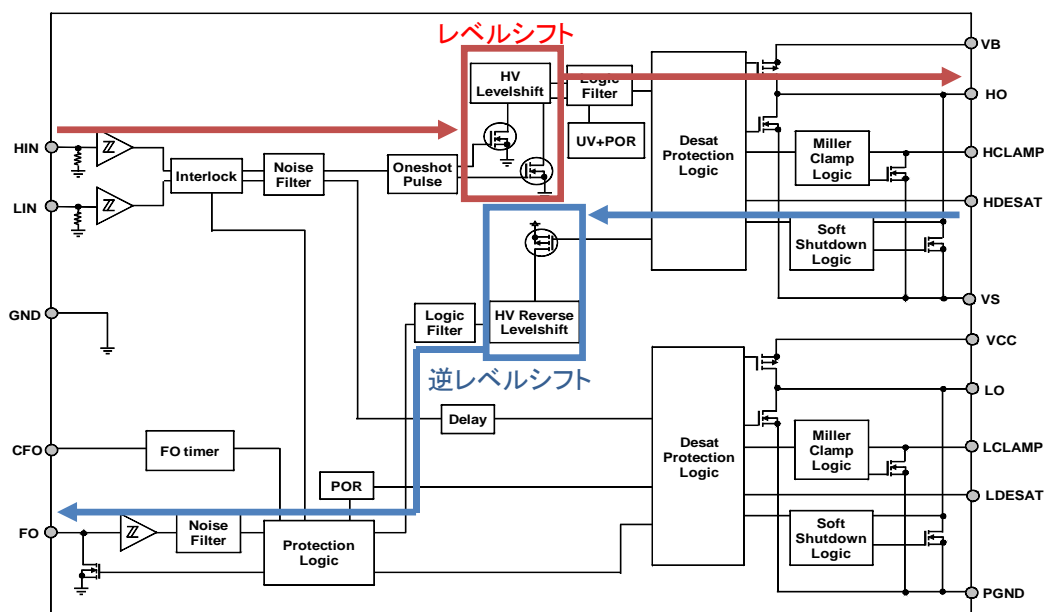 レベルシフト
HV
Levelshift
Logic
Filter
UV+POR
Desat
Protection
Logic
VB
HO
Miller
Clamp
Logic
HCLAMP
HDESAT
Soft
Shutdown
Logic
VS
HIN
LIN
Interlock
Noise
Filter
Oneshot
Pulse
GND
Logic
Filter
HV Reverse
Levelshift
逆レベルシフト
Delay
VCC
LO
Desat
Protection
Logic
Miller
Clamp
Logic
LCLAMP
LDESAT
Soft
Shutdown
Logic
PGND
CFO
FO timer
POR
FO
Noise
Filter
Protection
Logic